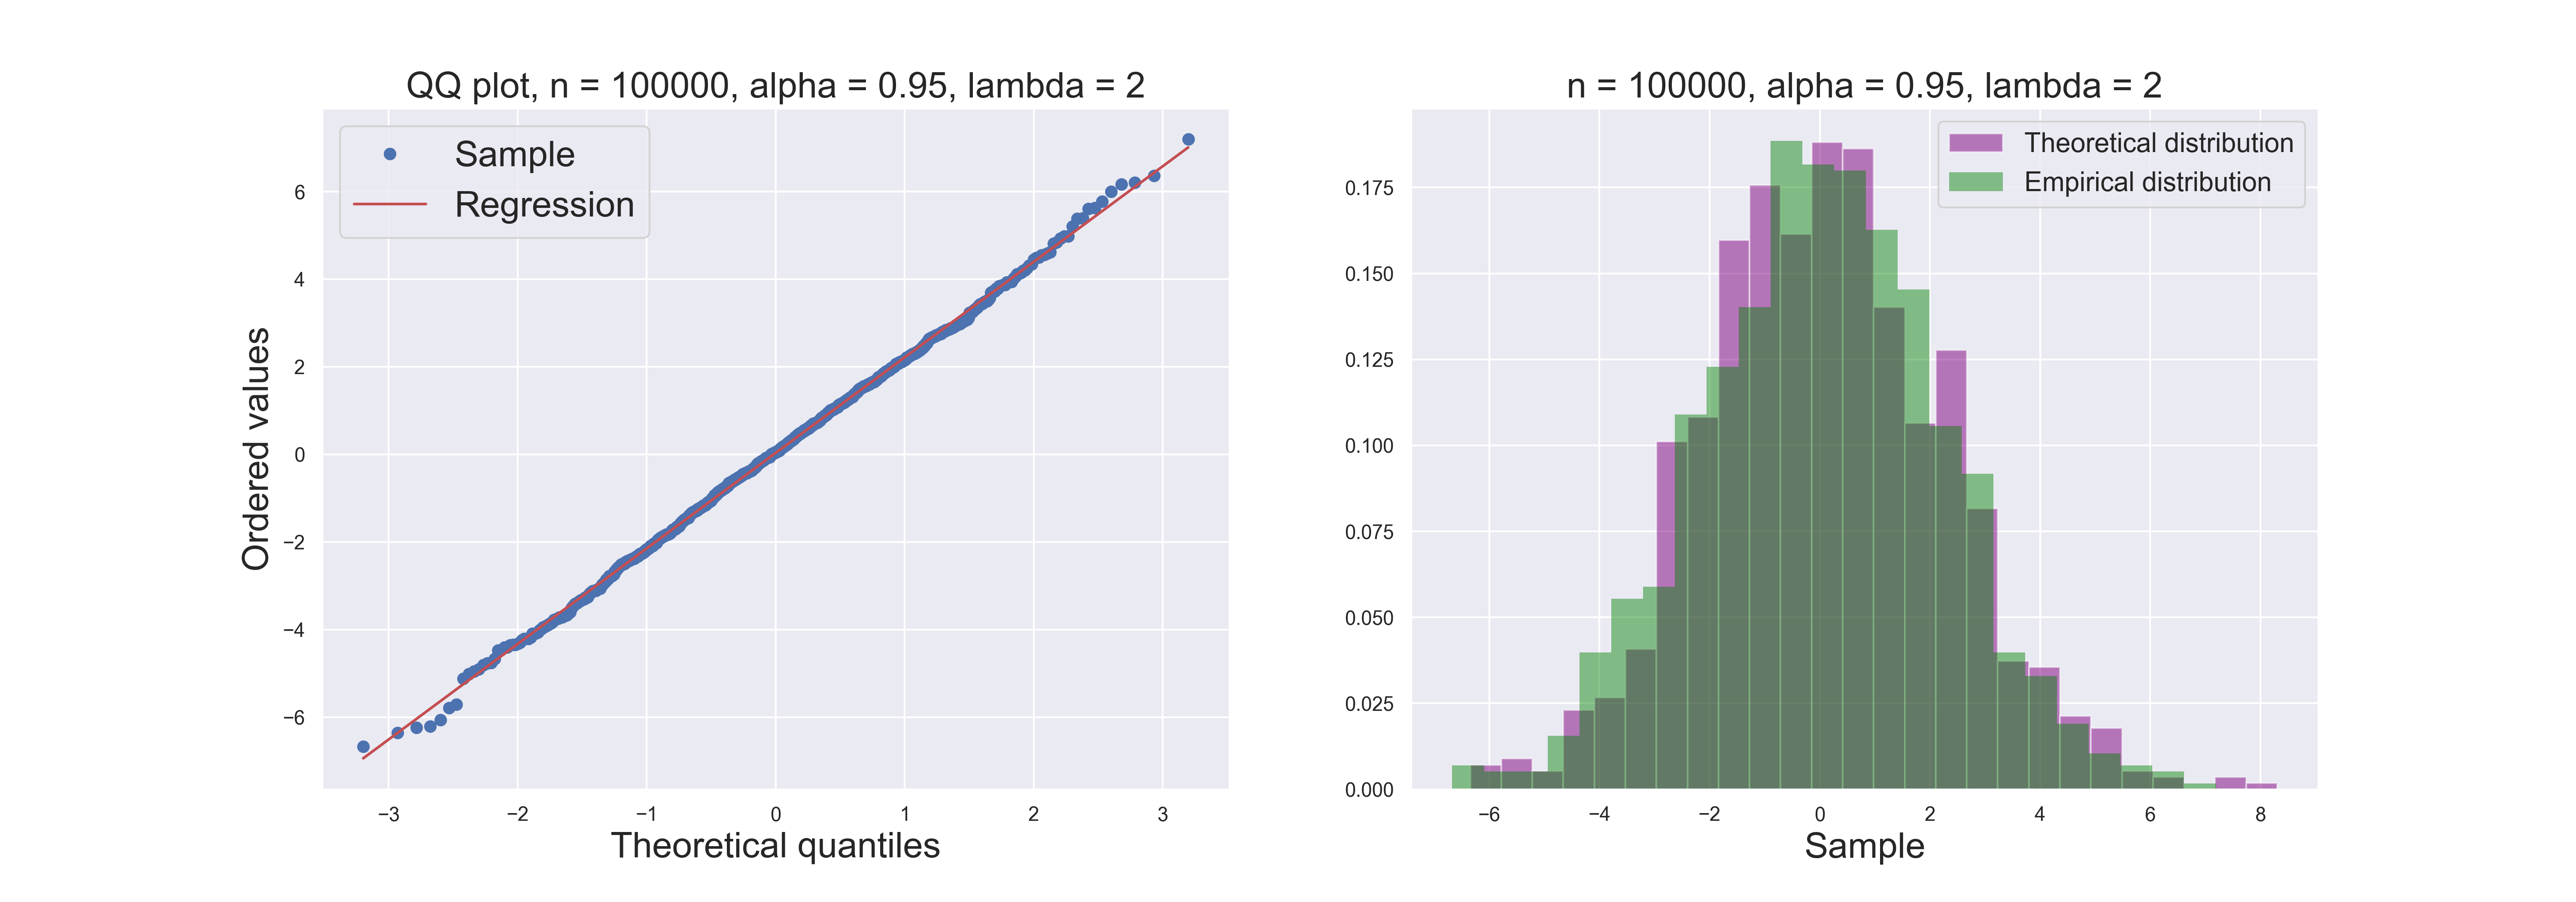 QQ plot, n = 100000, alpha = 0.95, lambda = 2
Sample
Regression
6
4
2
0
−2
−4
−6
Ordered values
−3 −2 −1 0 1 2 3
Theoretical quantiles
n = 100000, alpha = 0.95, lambda = 2
Theoretical distribution
Empirical distribution
0.175
0.150
0.125
0.100
0.075
0.050
0.025
0.000
−6 −4 −2 0 2 4 6 8
Sample